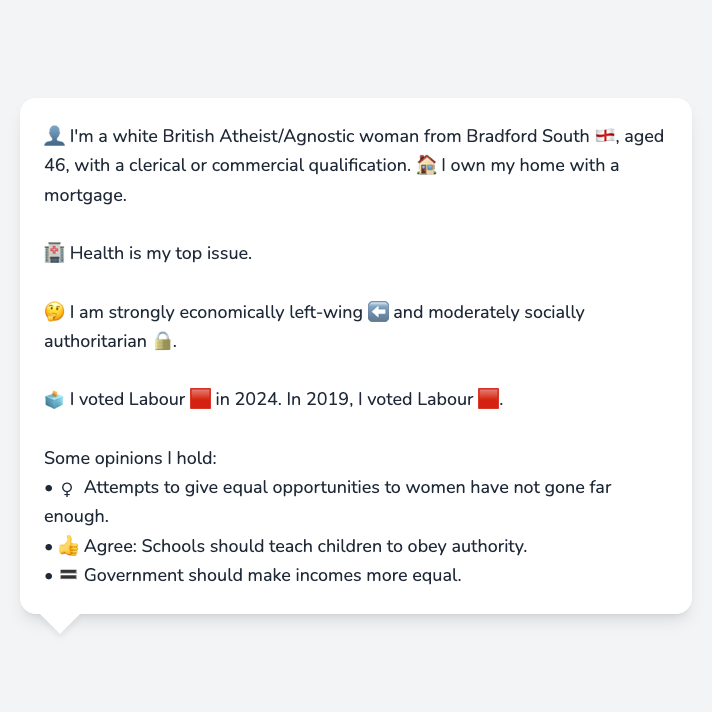 👤 I'm a white British Atheist/Agnostic woman from Bradford South 🏴󠁧󠁢󠁥󠁮󠁧󠁿, aged
46, with a clerical or commercial qualification. 🏠 I own my home with a
mortgage.
🏥 Health is my top issue.
🤔 I am strongly economically left-wing ⬅️ and moderately socially
authoritarian 🔒.
🗳️ I voted Labour 🟥 in 2024. In 2019, I voted Labour 🟥.
Some opinions I hold:
• ♀ Attempts to give equal opportunities to women have not gone far
enough.
• 👍 Agree: Schools should teach children to obey authority.
• 🟰 Government should make incomes more equal.